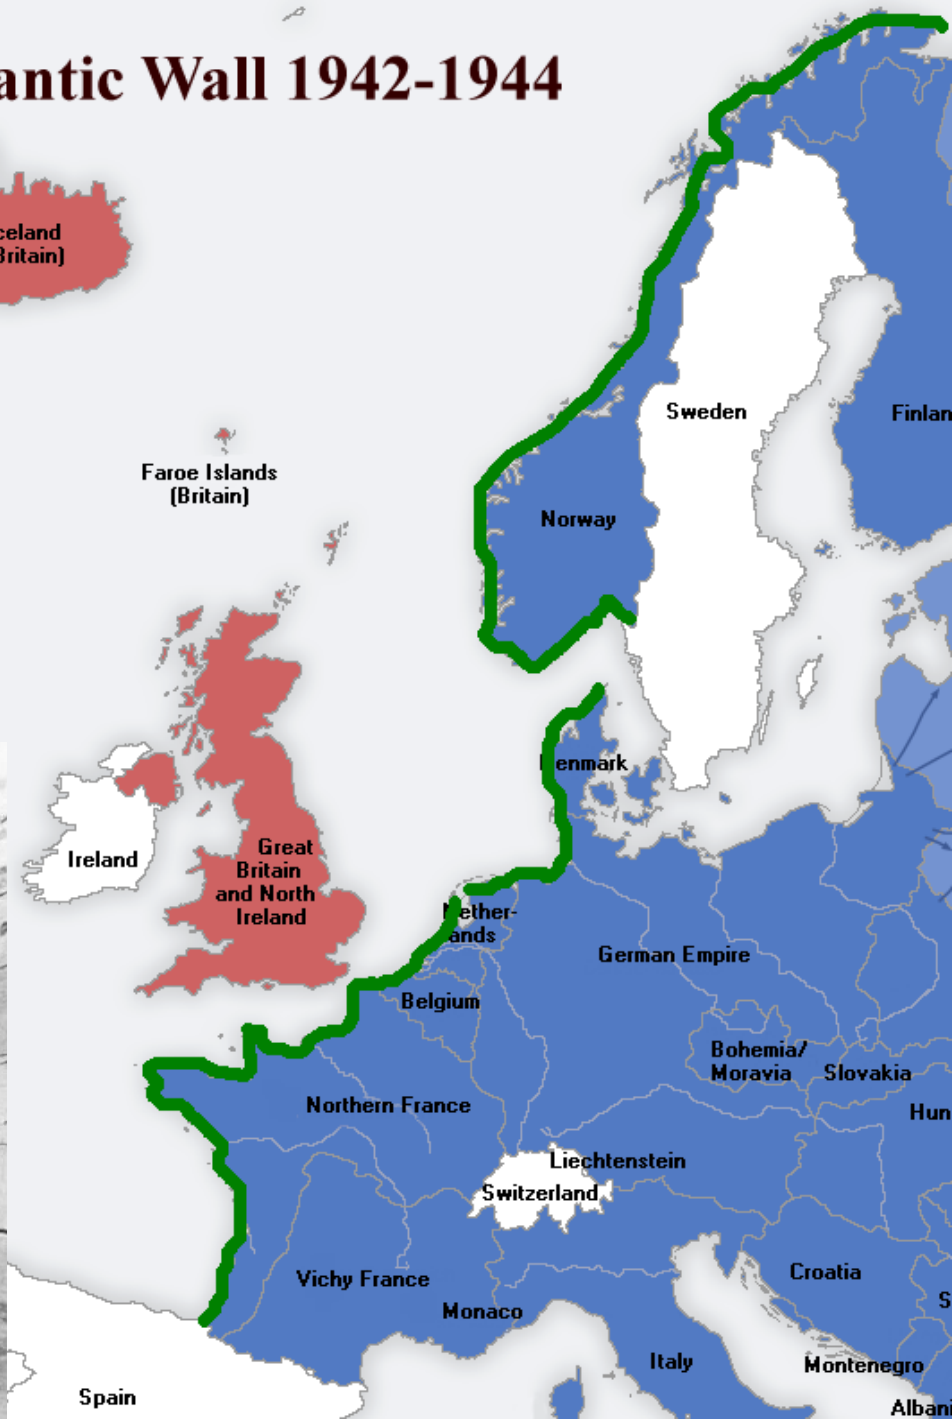 antic Wall 1942-1944
celand
Britain)
Sweden
Finlan
Faroe Islands
(Britain)
Norway
Denmark
Ireland
Great
Britain
and North
Ireland
Nether-
lands
German Empire
Belgium
Bohemia/
Moravia
Slovakia
Northern France
Hun
Liechtenstein
Switzerland
Vichy France
Croatia
Monaco
S
Italy
Montenegro
Spain
Albani